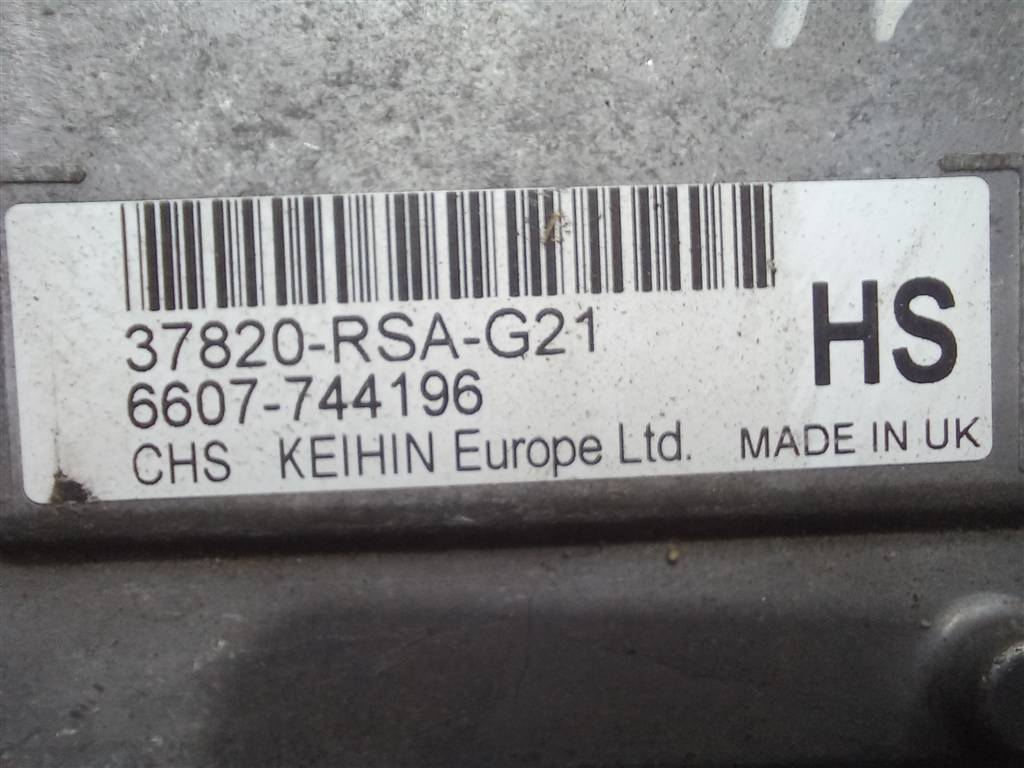 37820-RSA-G21
HS
6607-744196
CHS KEIHIN Europe Ltd. MADE IN UK